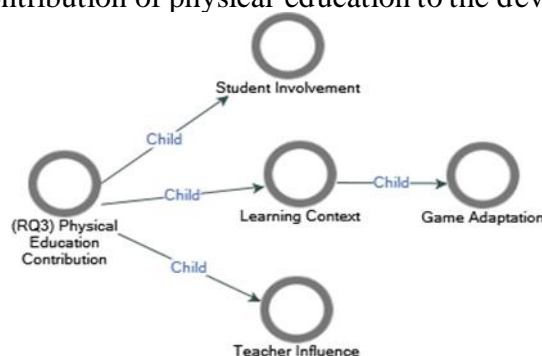 ntribution of physical education to the dev
Student Involvement
Child
Child
Child
(RQ3) Physical
Education
Contribution
Learning Context
Game Adaptation
Child
Teacher Influence